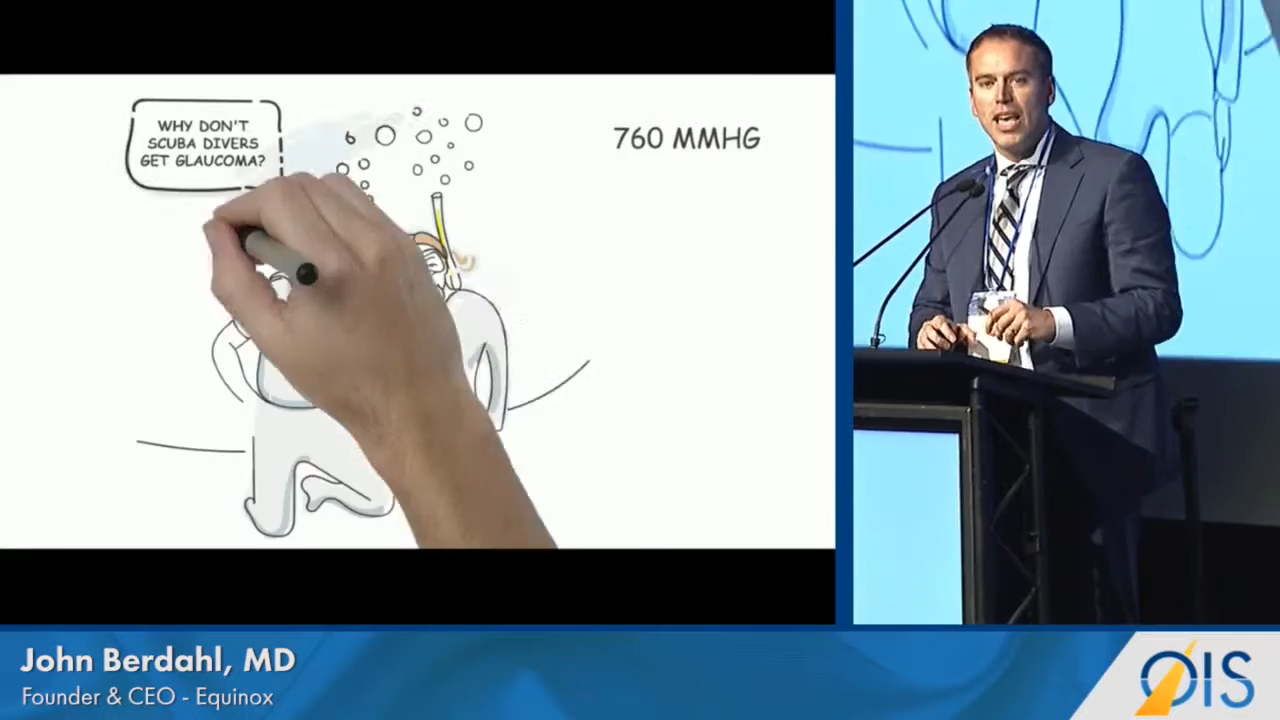 WHY DON'T
SCUBA DIVERS
GET GLAUCOMA?
760 MMHG
John Berdahl, MD
Founder & CEO - Equinox
OIS